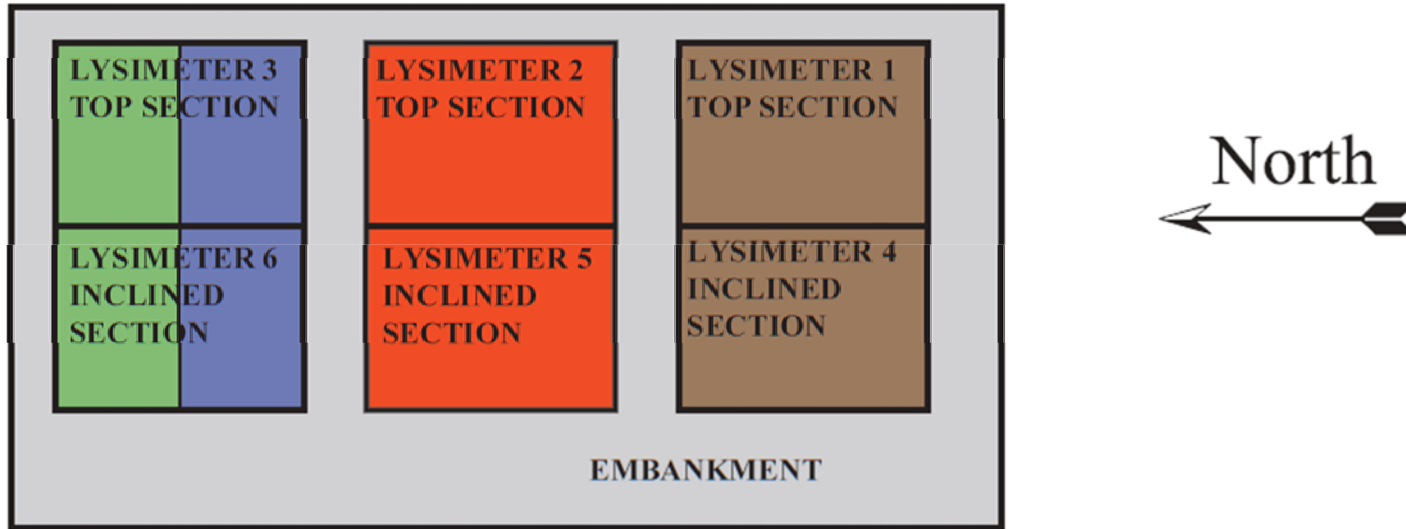 LYSIMETER 3
TOP SECTION
LYSIMETER 2
TOP SECTION
LYSIMETER 1
TOP SECTION
North
LYSIMETER 6
INCLINED
SECTION
LYSIMETER 5
INCLINED
SECTION
LYSIMETER 4
INCLINED
SECTION
EMBANKMENT